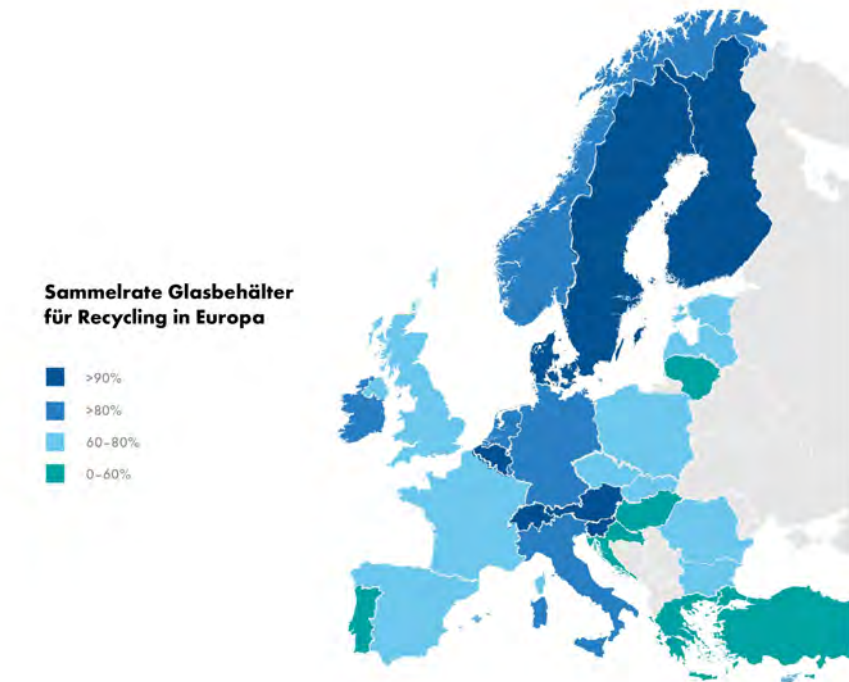 Sammelrate Glasbehälter
für Recycling in Europa
>90%
>80%
60–80%
0–60%